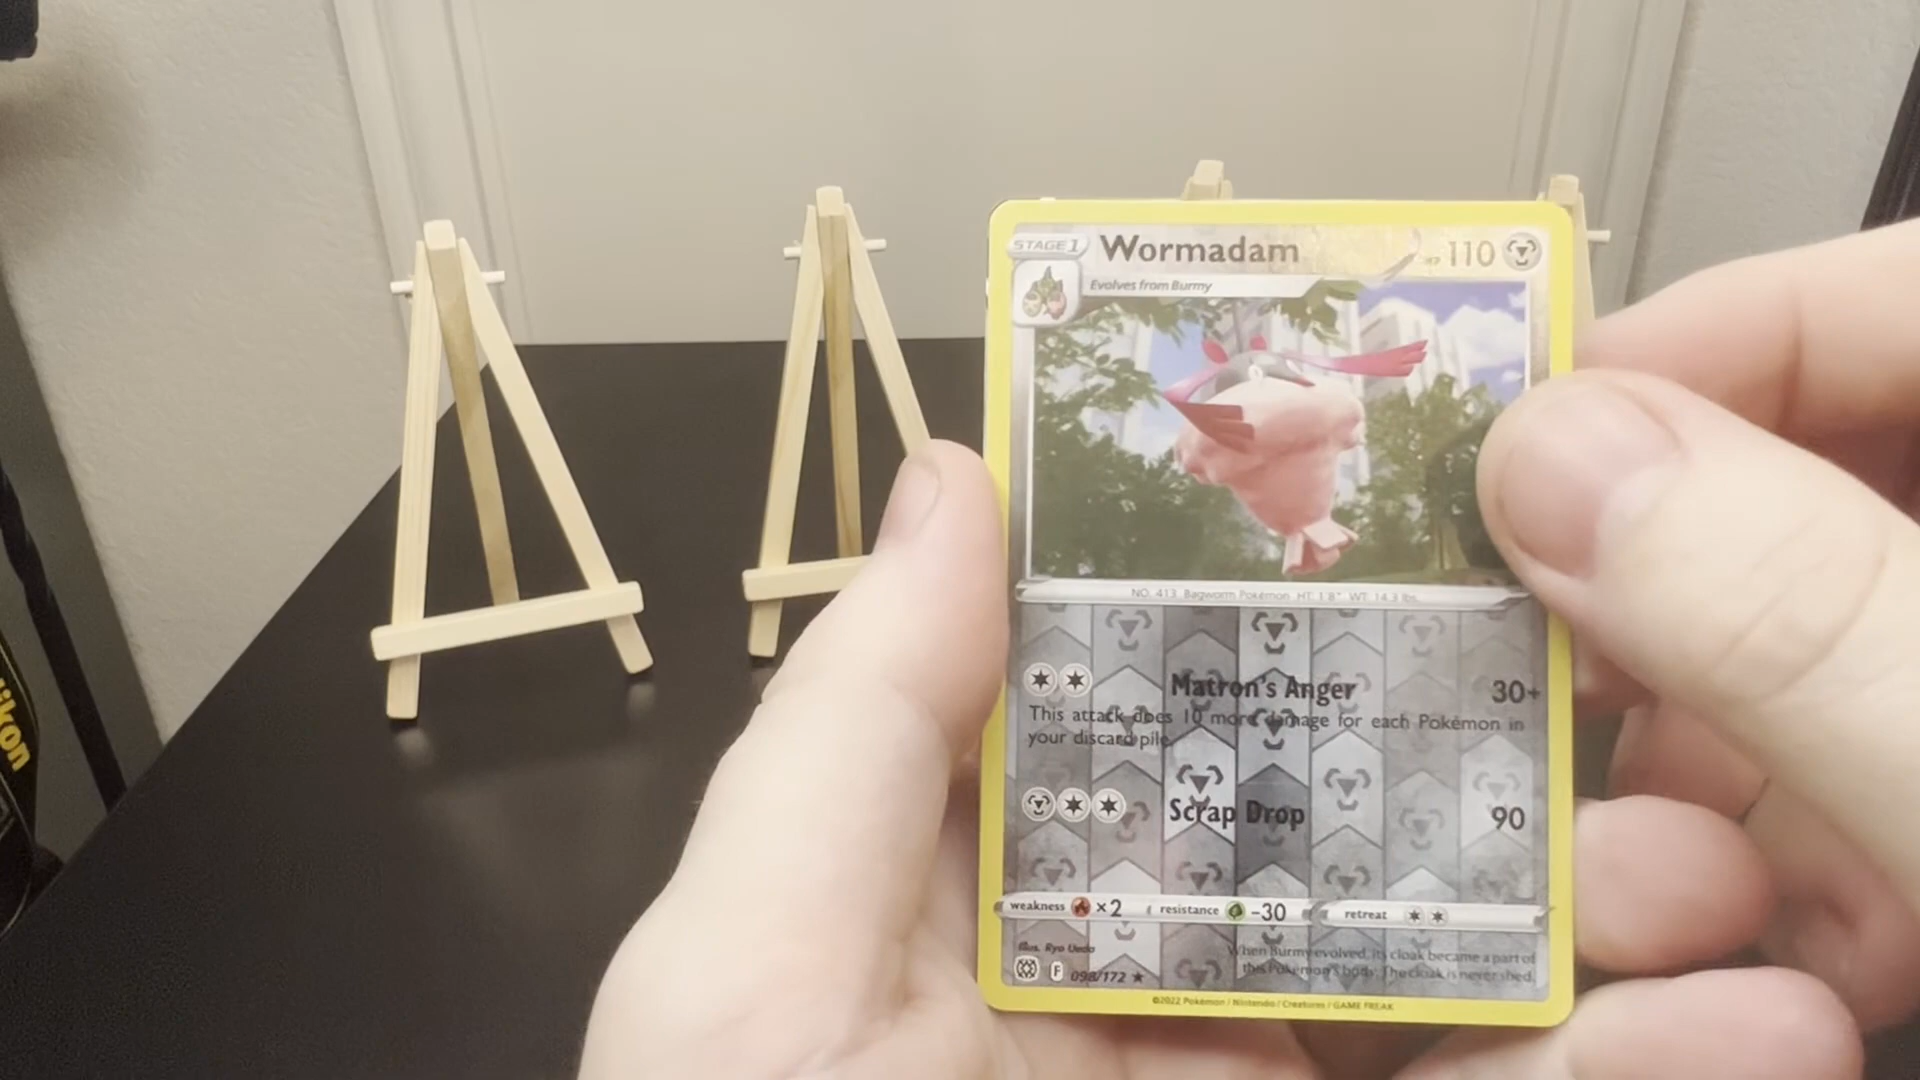 STAGE 1 Wormadam HP 110
Evolves from Burmy
NO. 413 Bagworm Pokémon HT: 1'8" WT: 14.3 lbs.
Matron's Anger 30+
This attack does 10 more damage for each Pokémon in
your discard pile.
Scrap Drop 90
weakness ×2 resistance -30 retreat
Illus. Ryo Ueda
When Burmy evolved, its cloak became a part of
this Pokémon's body. The cloak is never shed.
F 098/172 ★
©2022 Pokémon / Nintendo / Creatures / GAME FREAK
ikon